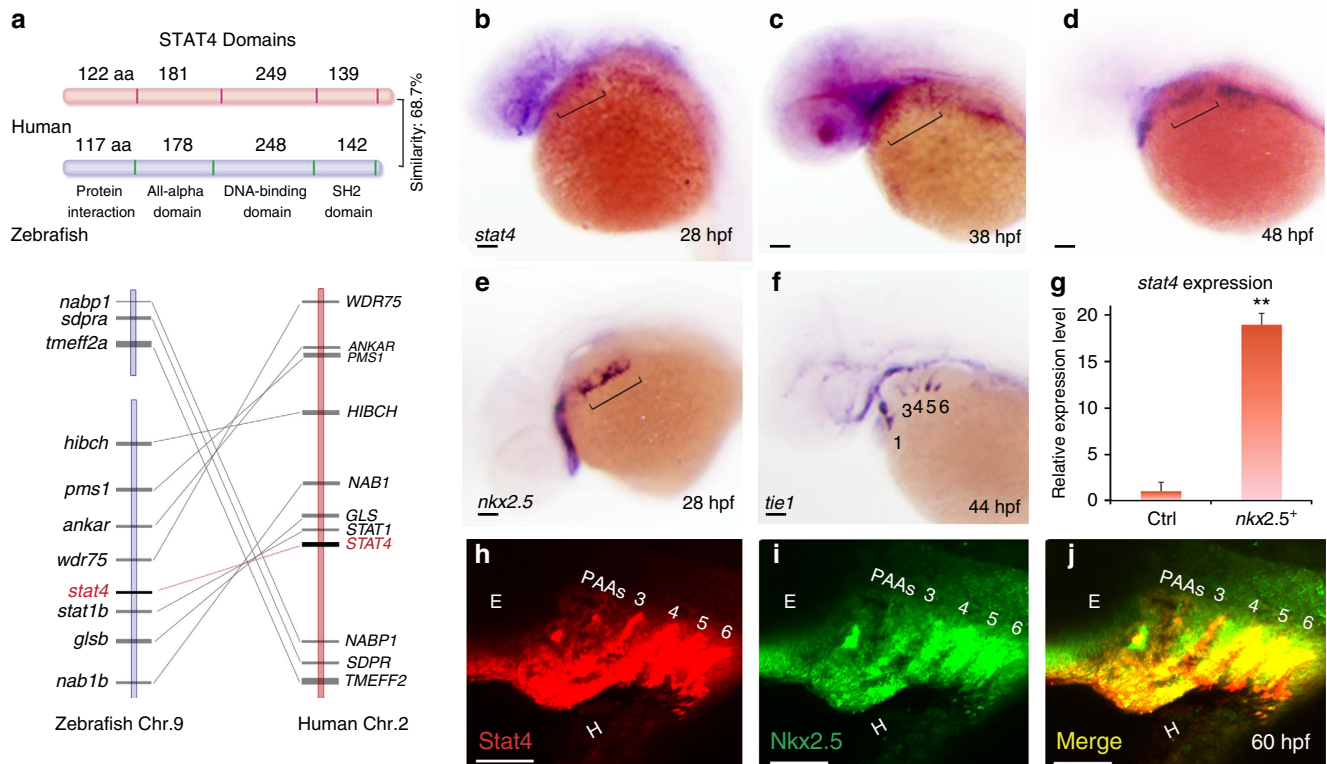 a
STAT4 Domains
122 aa 181 249 139
Human
117 aa 178 248 142
Similarity: 68.7%
Protein interaction
All-alpha domain
DNA-binding domain
SH2 domain
Zebrafish
nabp1
sdpra
tmeff2a
hibch
pms1
ankar
wdr75
stat4
stat1b
glsb
nab1b
Zebrafish Chr.9
WDR75
ANKAR
PMS1
HIBCH
NAB1
GLS
STAT1
STAT4
NABP1
SDPR
TMEFF2
Human Chr.2
b
stat4 28 hpf
c
38 hpf
d
48 hpf
e
nkx2.5 28 hpf
f
3 4 5 6
1
tie1 44 hpf
g
stat4 expression
**
Relative expression level
20
15
10
5
0
Ctrl nkx2.5+
h
PAAs 3 4 5 6
E
H
Stat4
i
PAAs 3 4 5 6
E
H
Nkx2.5
j
PAAs 3 4 5 6
E
H
Merge 60 hpf